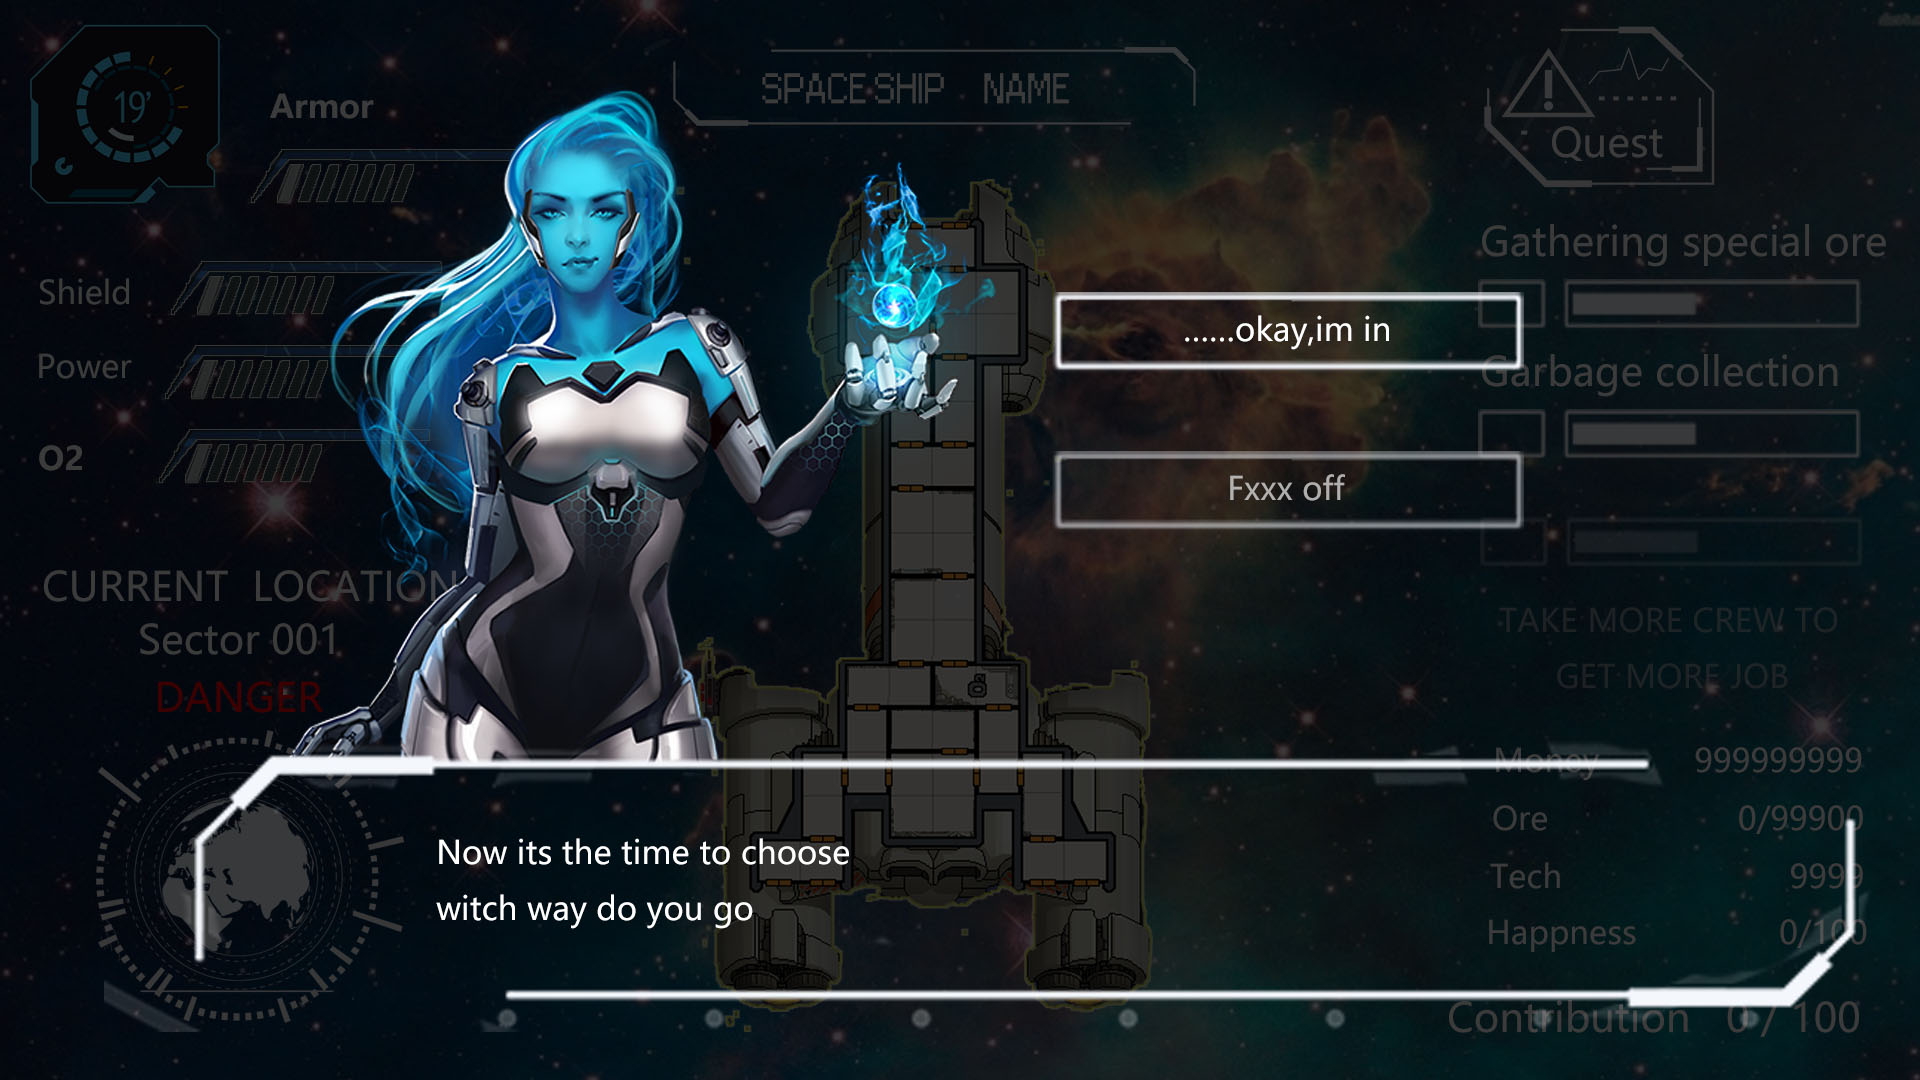 19'
Armor
SPACE SHIP NAME
Quest
Gathering special ore
Shield
......okay,im in
Power
Garbage collection
O2
Fxxx off
CURRENT LOCATION
Sector 001
DANGER
TAKE MORE CREW TO
GET MORE JOB
Money 999999999
Ore 0/99900
Tech 9999
Happness 0/100
Now its the time to choose
witch way do you go
Contribution 0/100